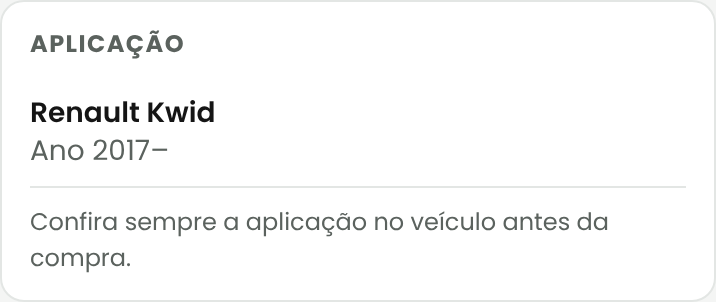 APLICAÇÃO
Renault Kwid
Ano 2017–
Confira sempre a aplicação no veículo antes da
compra.